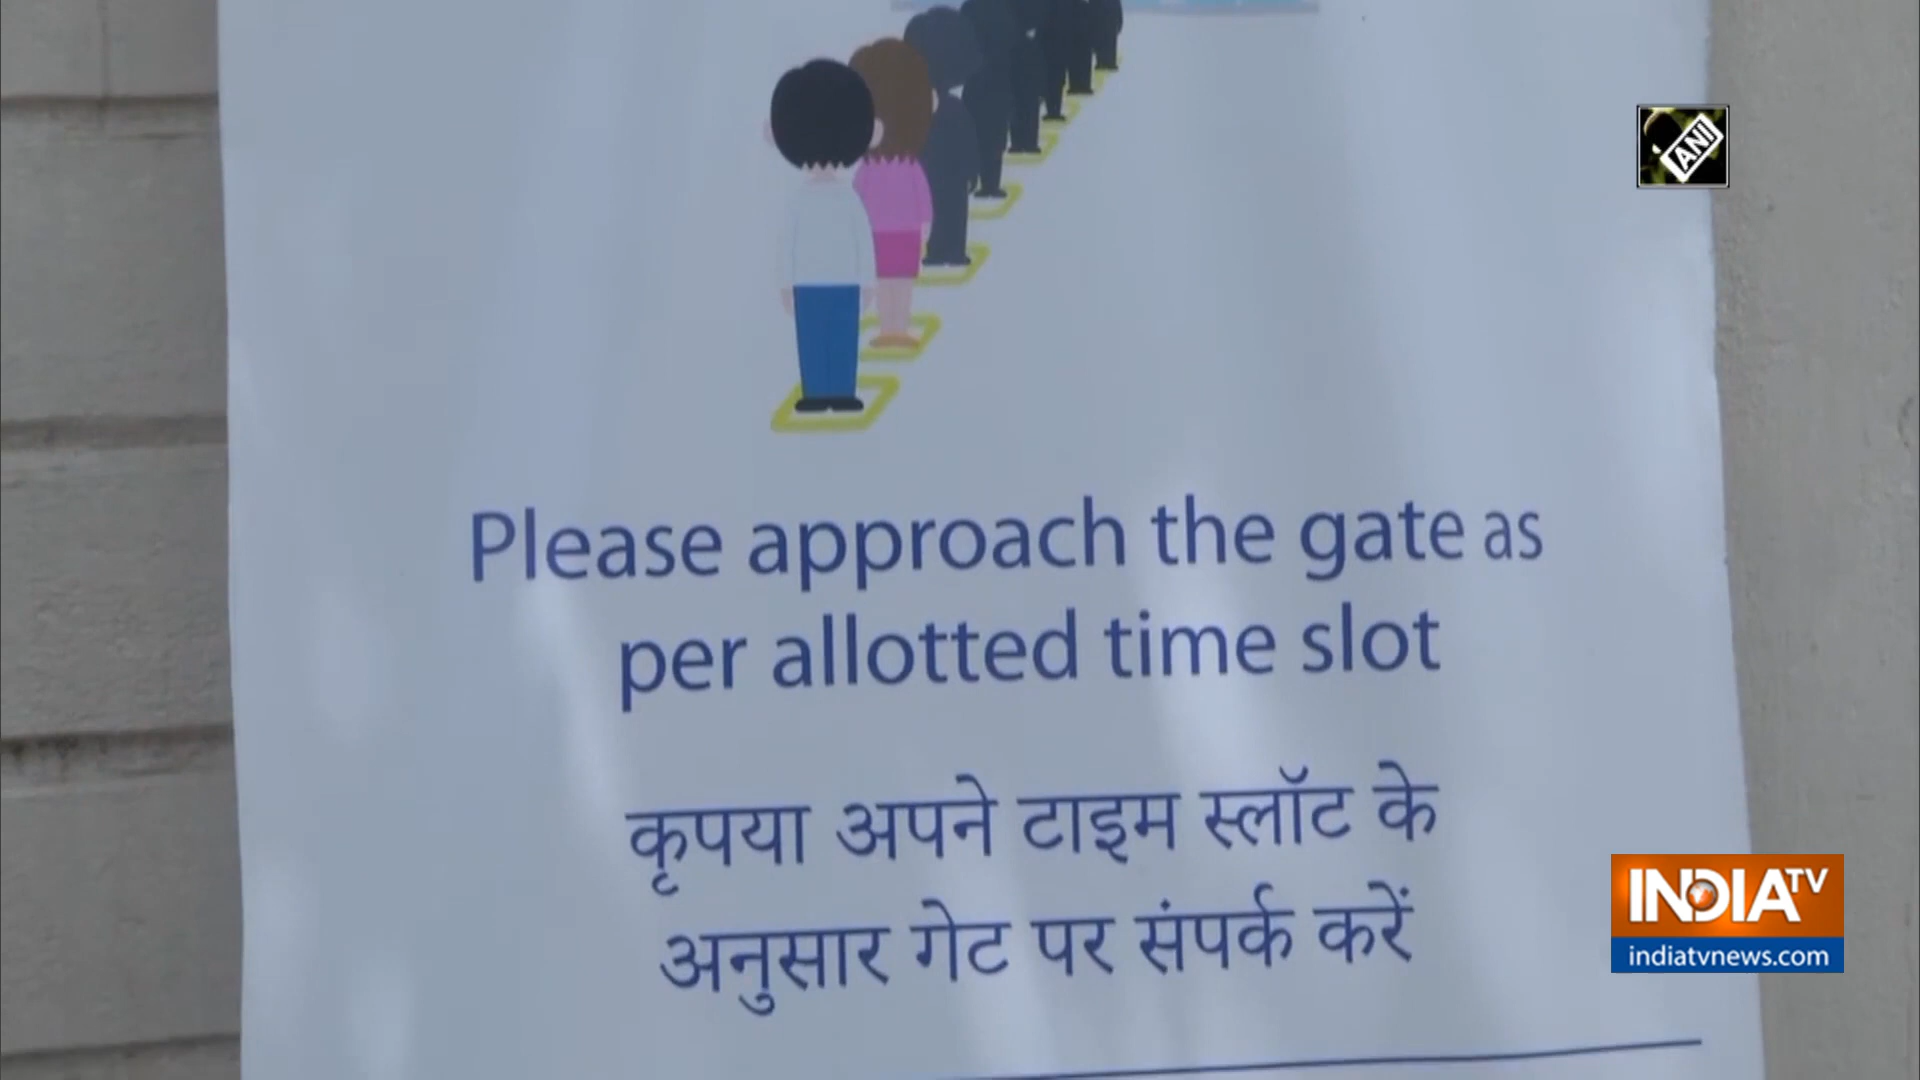 ANI
Please approach the gate as
per allotted time slot
कृपया अपने टाइम स्लॉट के
अनुसार गेट पर संपर्क करें
INDIA TV
indiatvnews.com